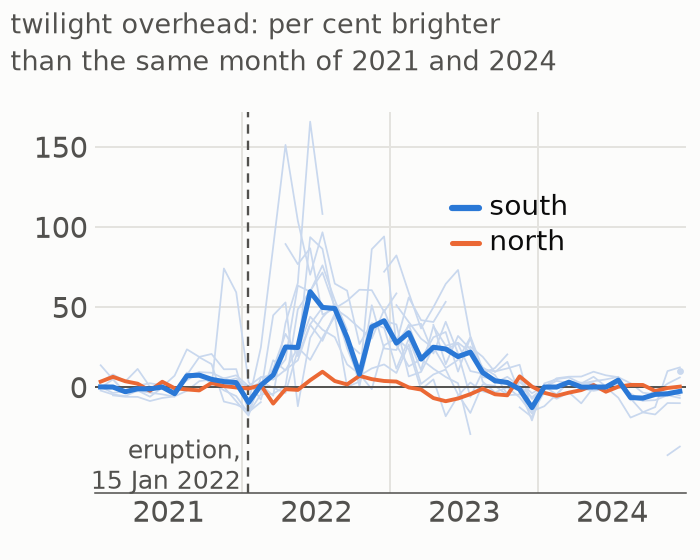 twilight overhead: per cent brighter
than the same month of 2021 and 2024
150
100
50
0
south
north
eruption,
15 Jan 2022
2021 2022 2023 2024